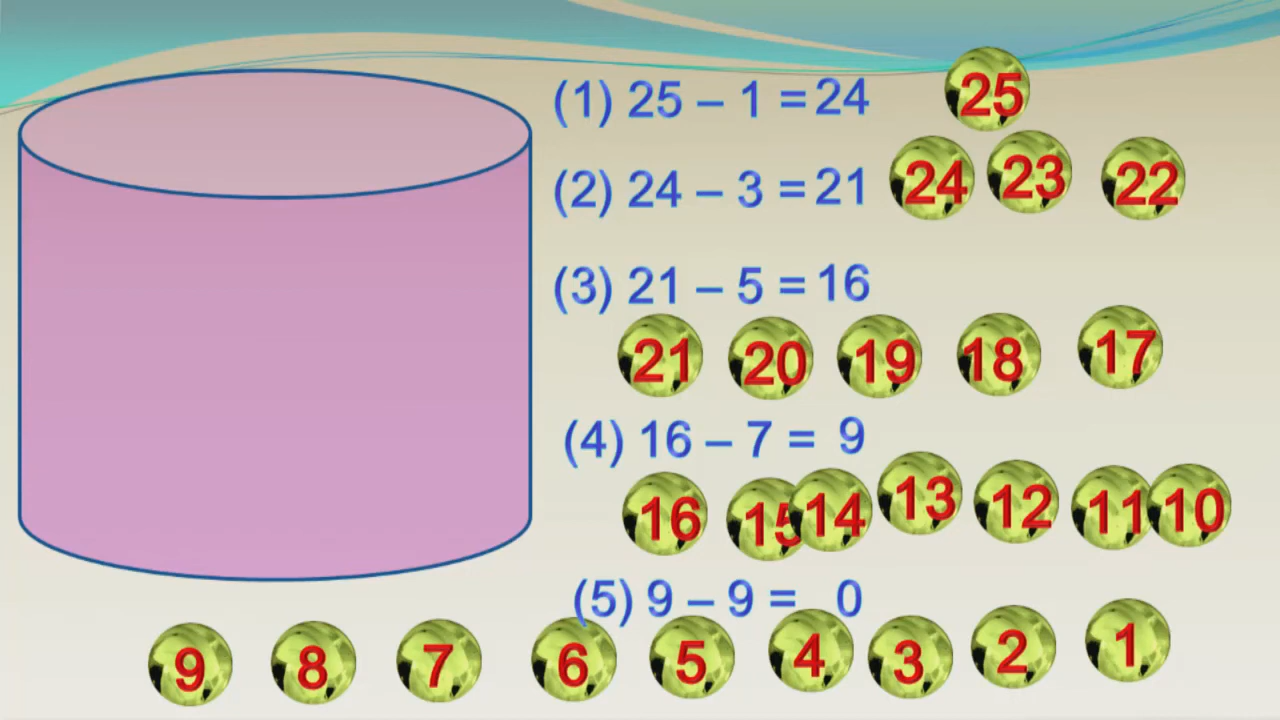 (1) 25 – 1 = 24
25
(2) 24 – 3 = 21
24 23 22
(3) 21 – 5 = 16
21 20 19 18 17
(4) 16 – 7 = 9
16 15 14 13 12 11 10
(5) 9 – 9 = 0
9 8 7 6 5 4 3 2 1